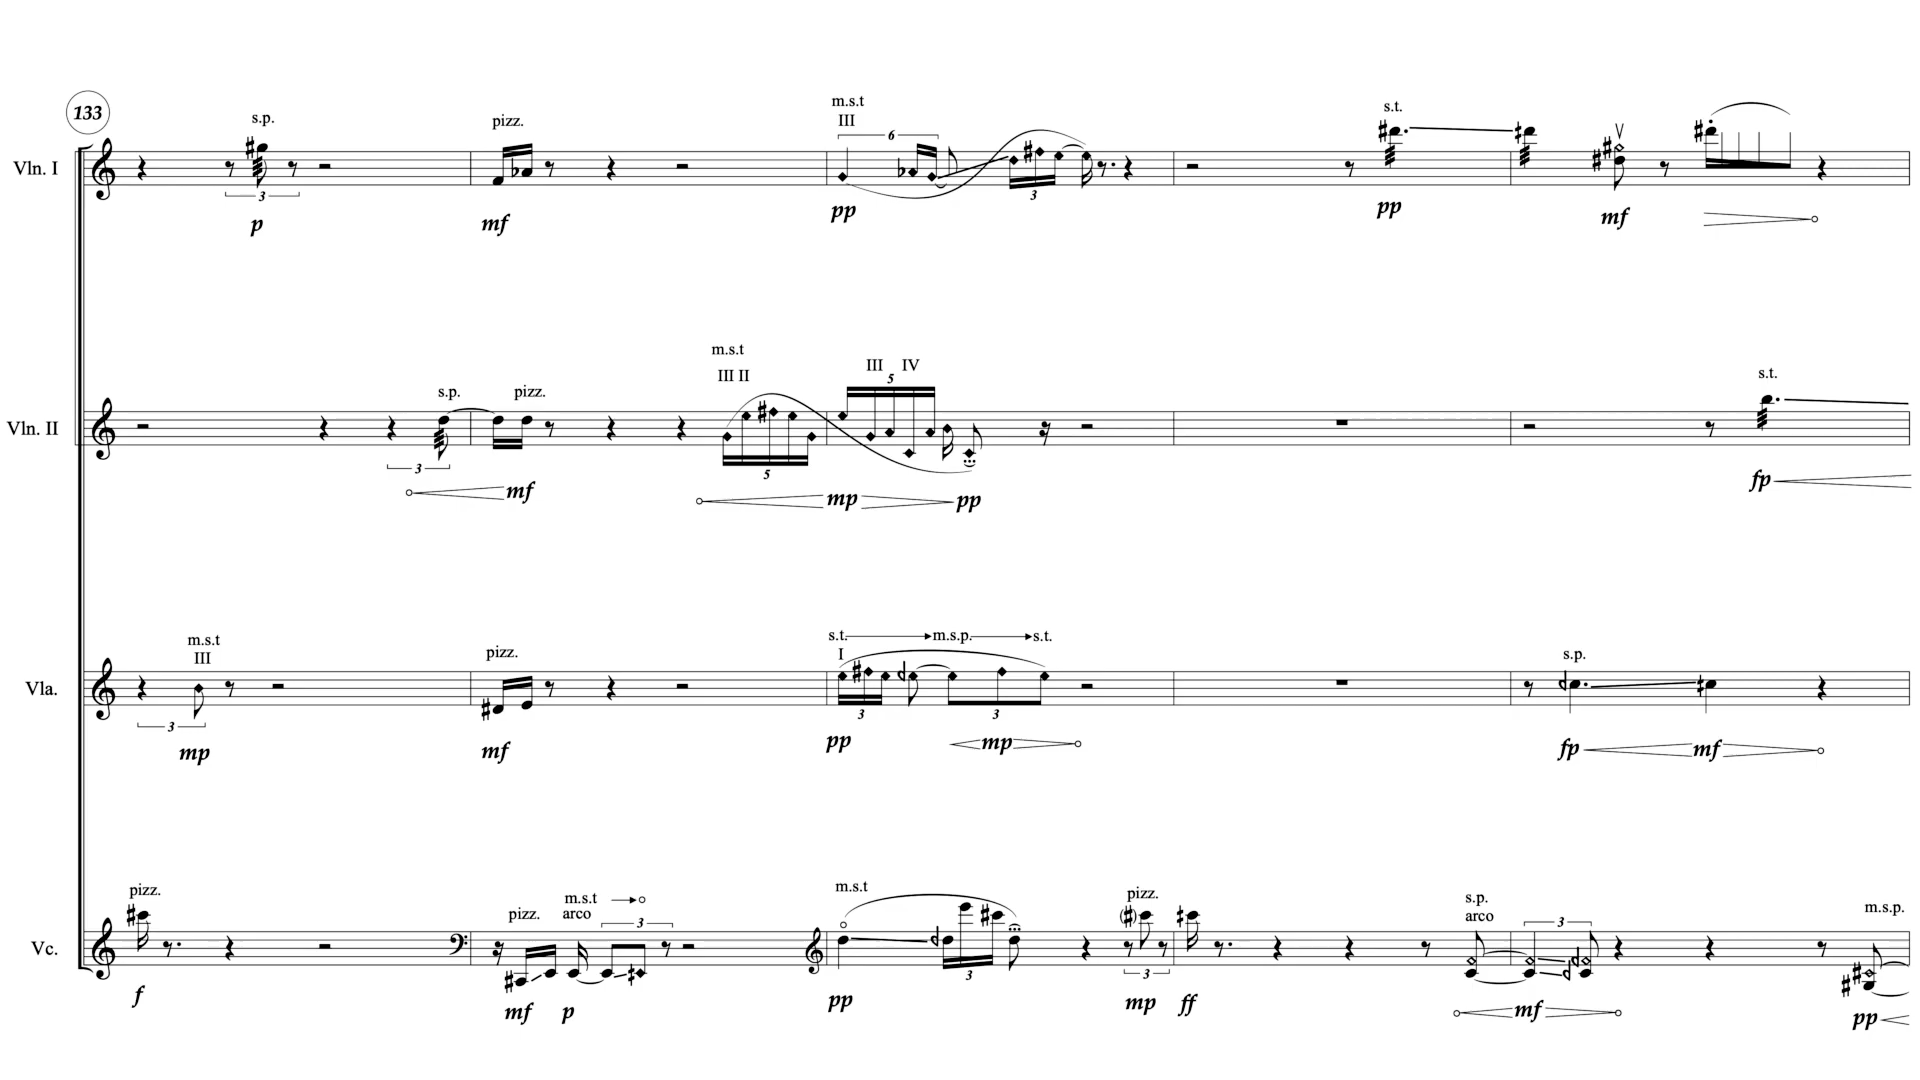 133
s.p.
Vln. I
3
p
pizz.
mf
m.s.t
III
6
3
pp
s.t.
pp
mf
m.s.t
III II
s.p.
pizz.
Vln. II
3
mf
5
III IV
5
mp
pp
s.t.
fp
m.s.t
III
Vla.
3
mp
pizz.
mf
s.t. m.s.p. s.t.
I
3
3
pp
mp
s.p.
fp
mf
pizz.
Vc.
f
pizz.
m.s.t
arco
3
mf
p
m.s.t
3
pp
pizz.
3
mp
ff
s.p.
arco
3
mf
m.s.p.
pp